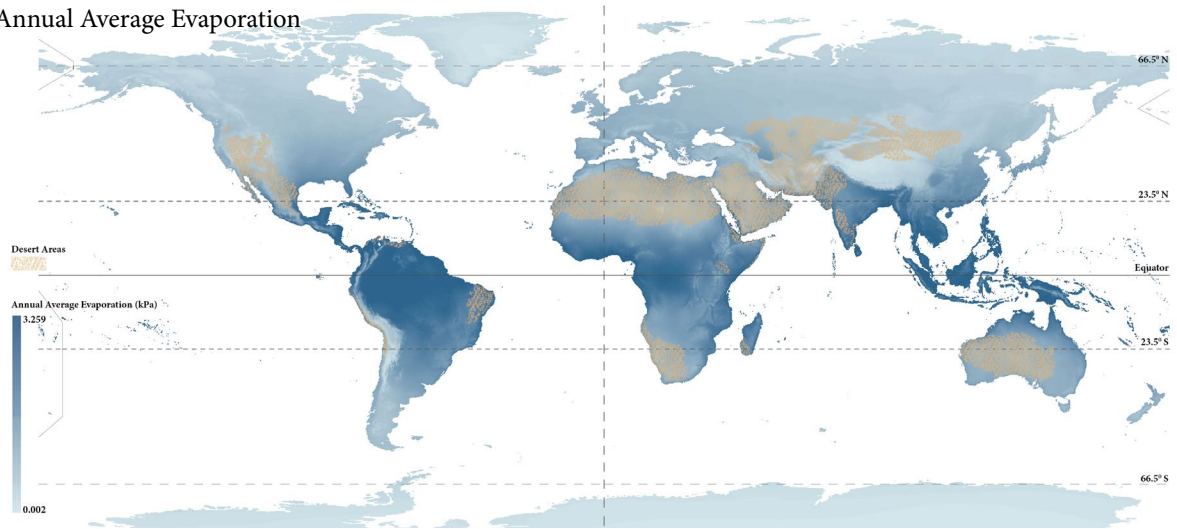 Annual Average Evaporation
66.5° N
23.5° N
Desert Areas
Equator
Annual Average Evaporation (kPa)
3.259
23.5° S
66.5° S
0.002